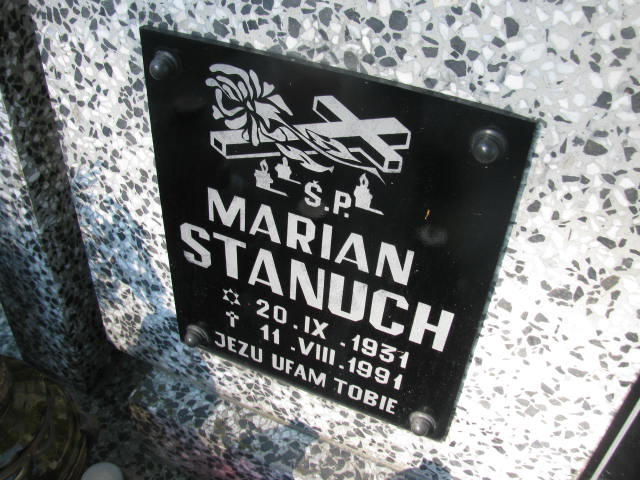 Ś.P.
MARIAN
STANUCH
✡ 20.IX.1931
† 11.VIII.1991
JEZU UFAM TOBIE